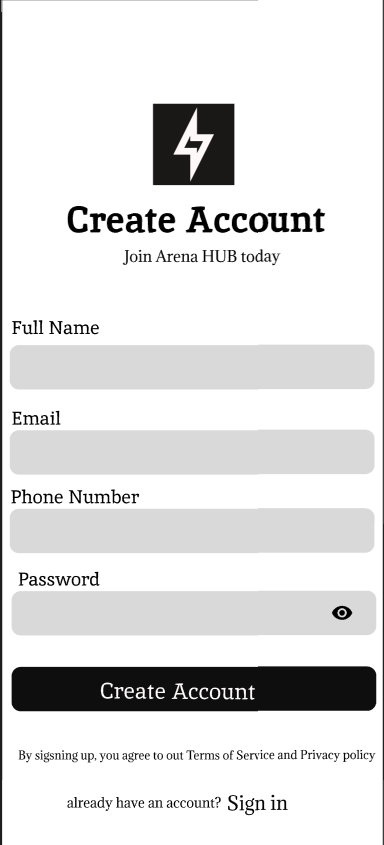 Create Account
Join Arena HUB today
Full Name
Email
Phone Number
Password
Create Account
By sigsning up, you agree to out Terms of Service and Privacy policy
already have an account? Sign in